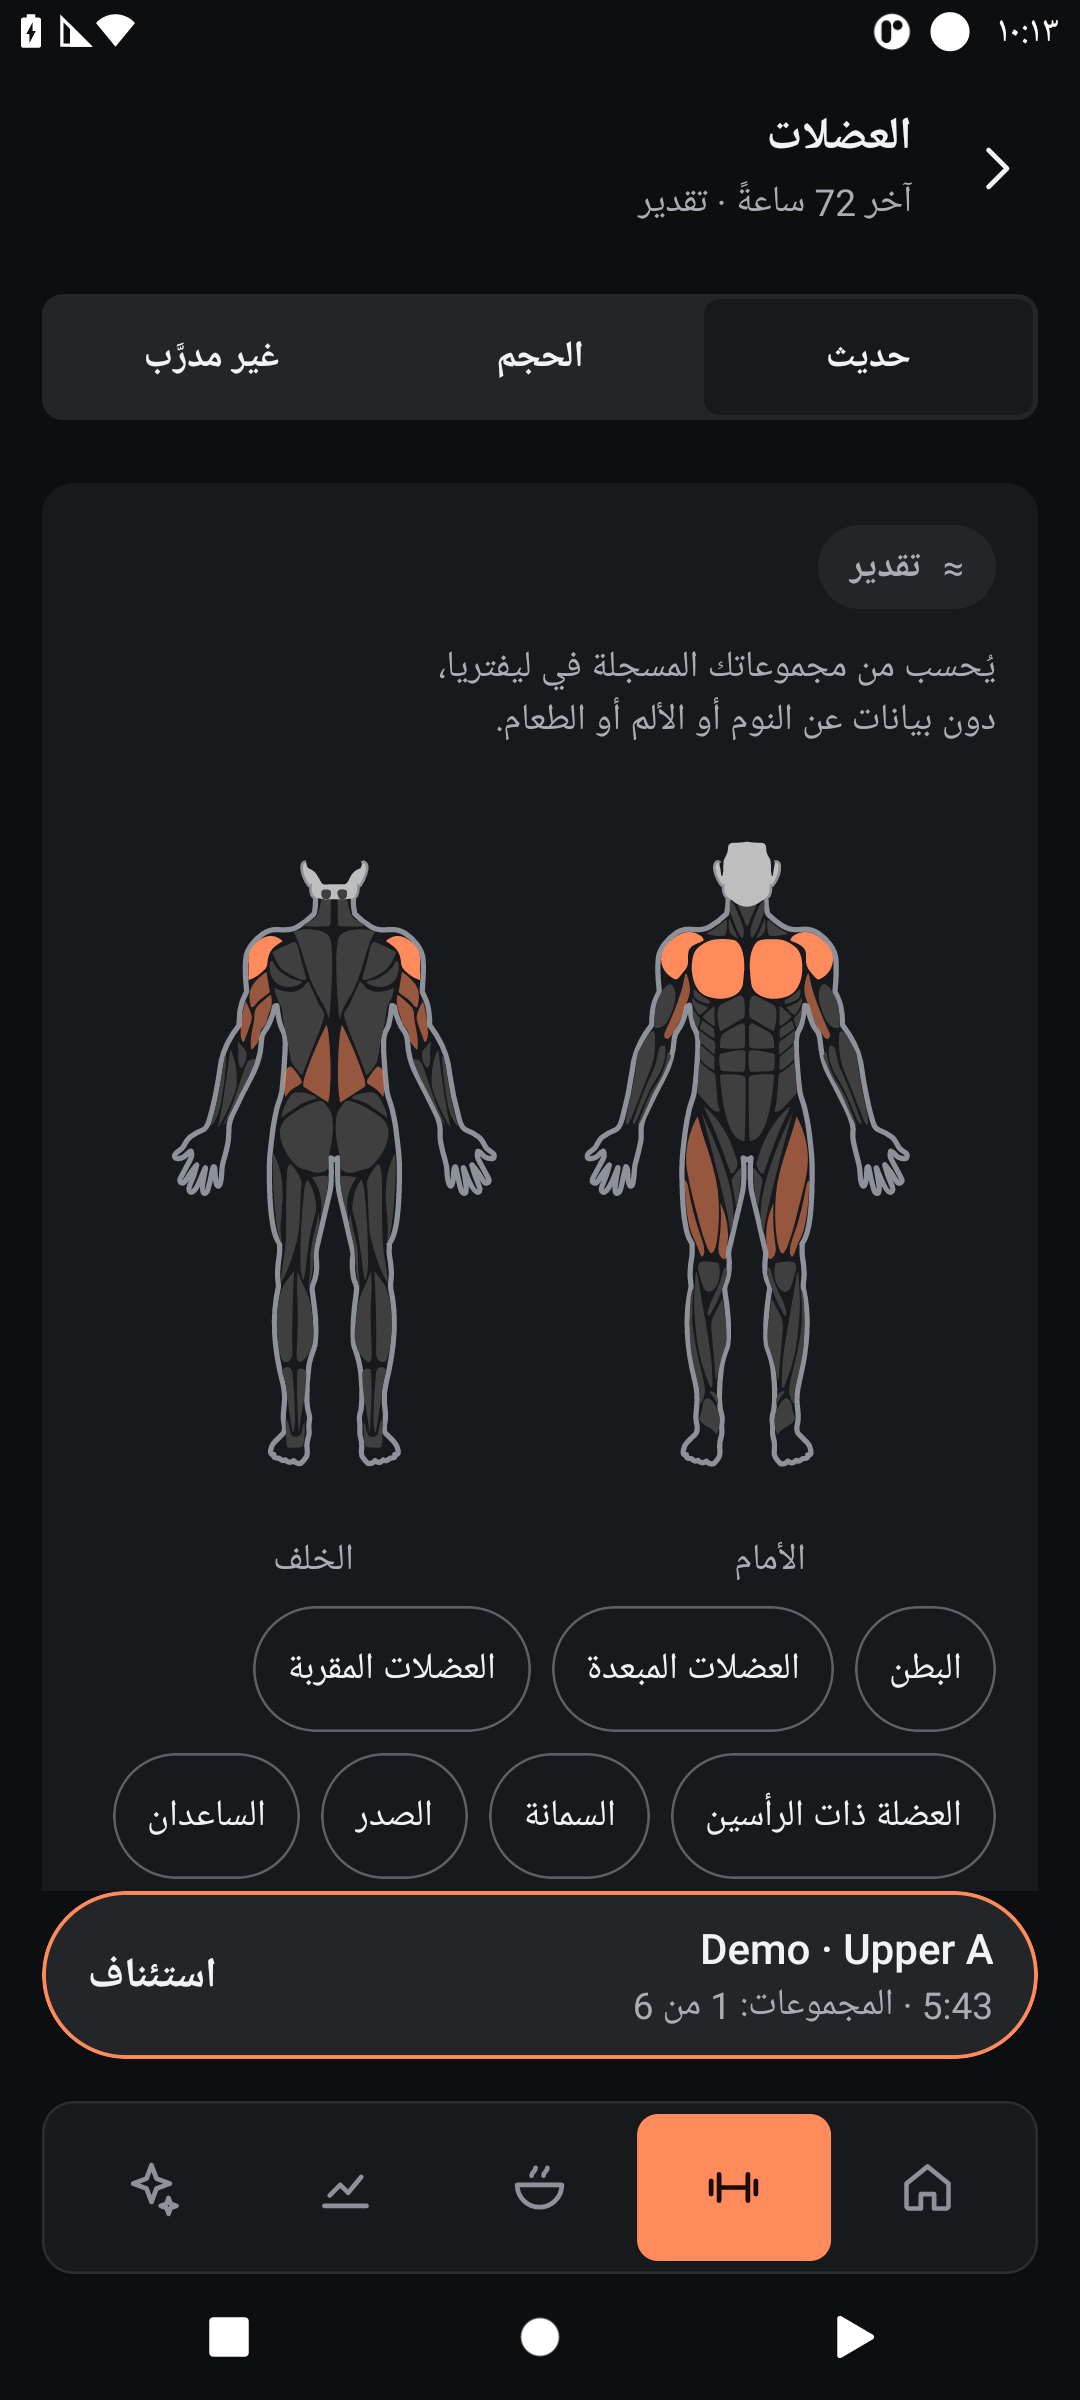 ١٠:١٣
العضلات
آخر 72 ساعةً · تقدير
حديث
الحجم
غير مدرَّب
≈ تقدير
يُحسب من مجموعاتك المسجلة في ليفتريا،
دون بيانات عن النوم أو الألم أو الطعام.
الأمام
الخلف
البطن
العضلات المبعدة
العضلات المقربة
العضلة ذات الرأسين
السمانة
الصدر
الساعدان
Demo · Upper A
5:43 · المجموعات: 1 من 6
استئناف